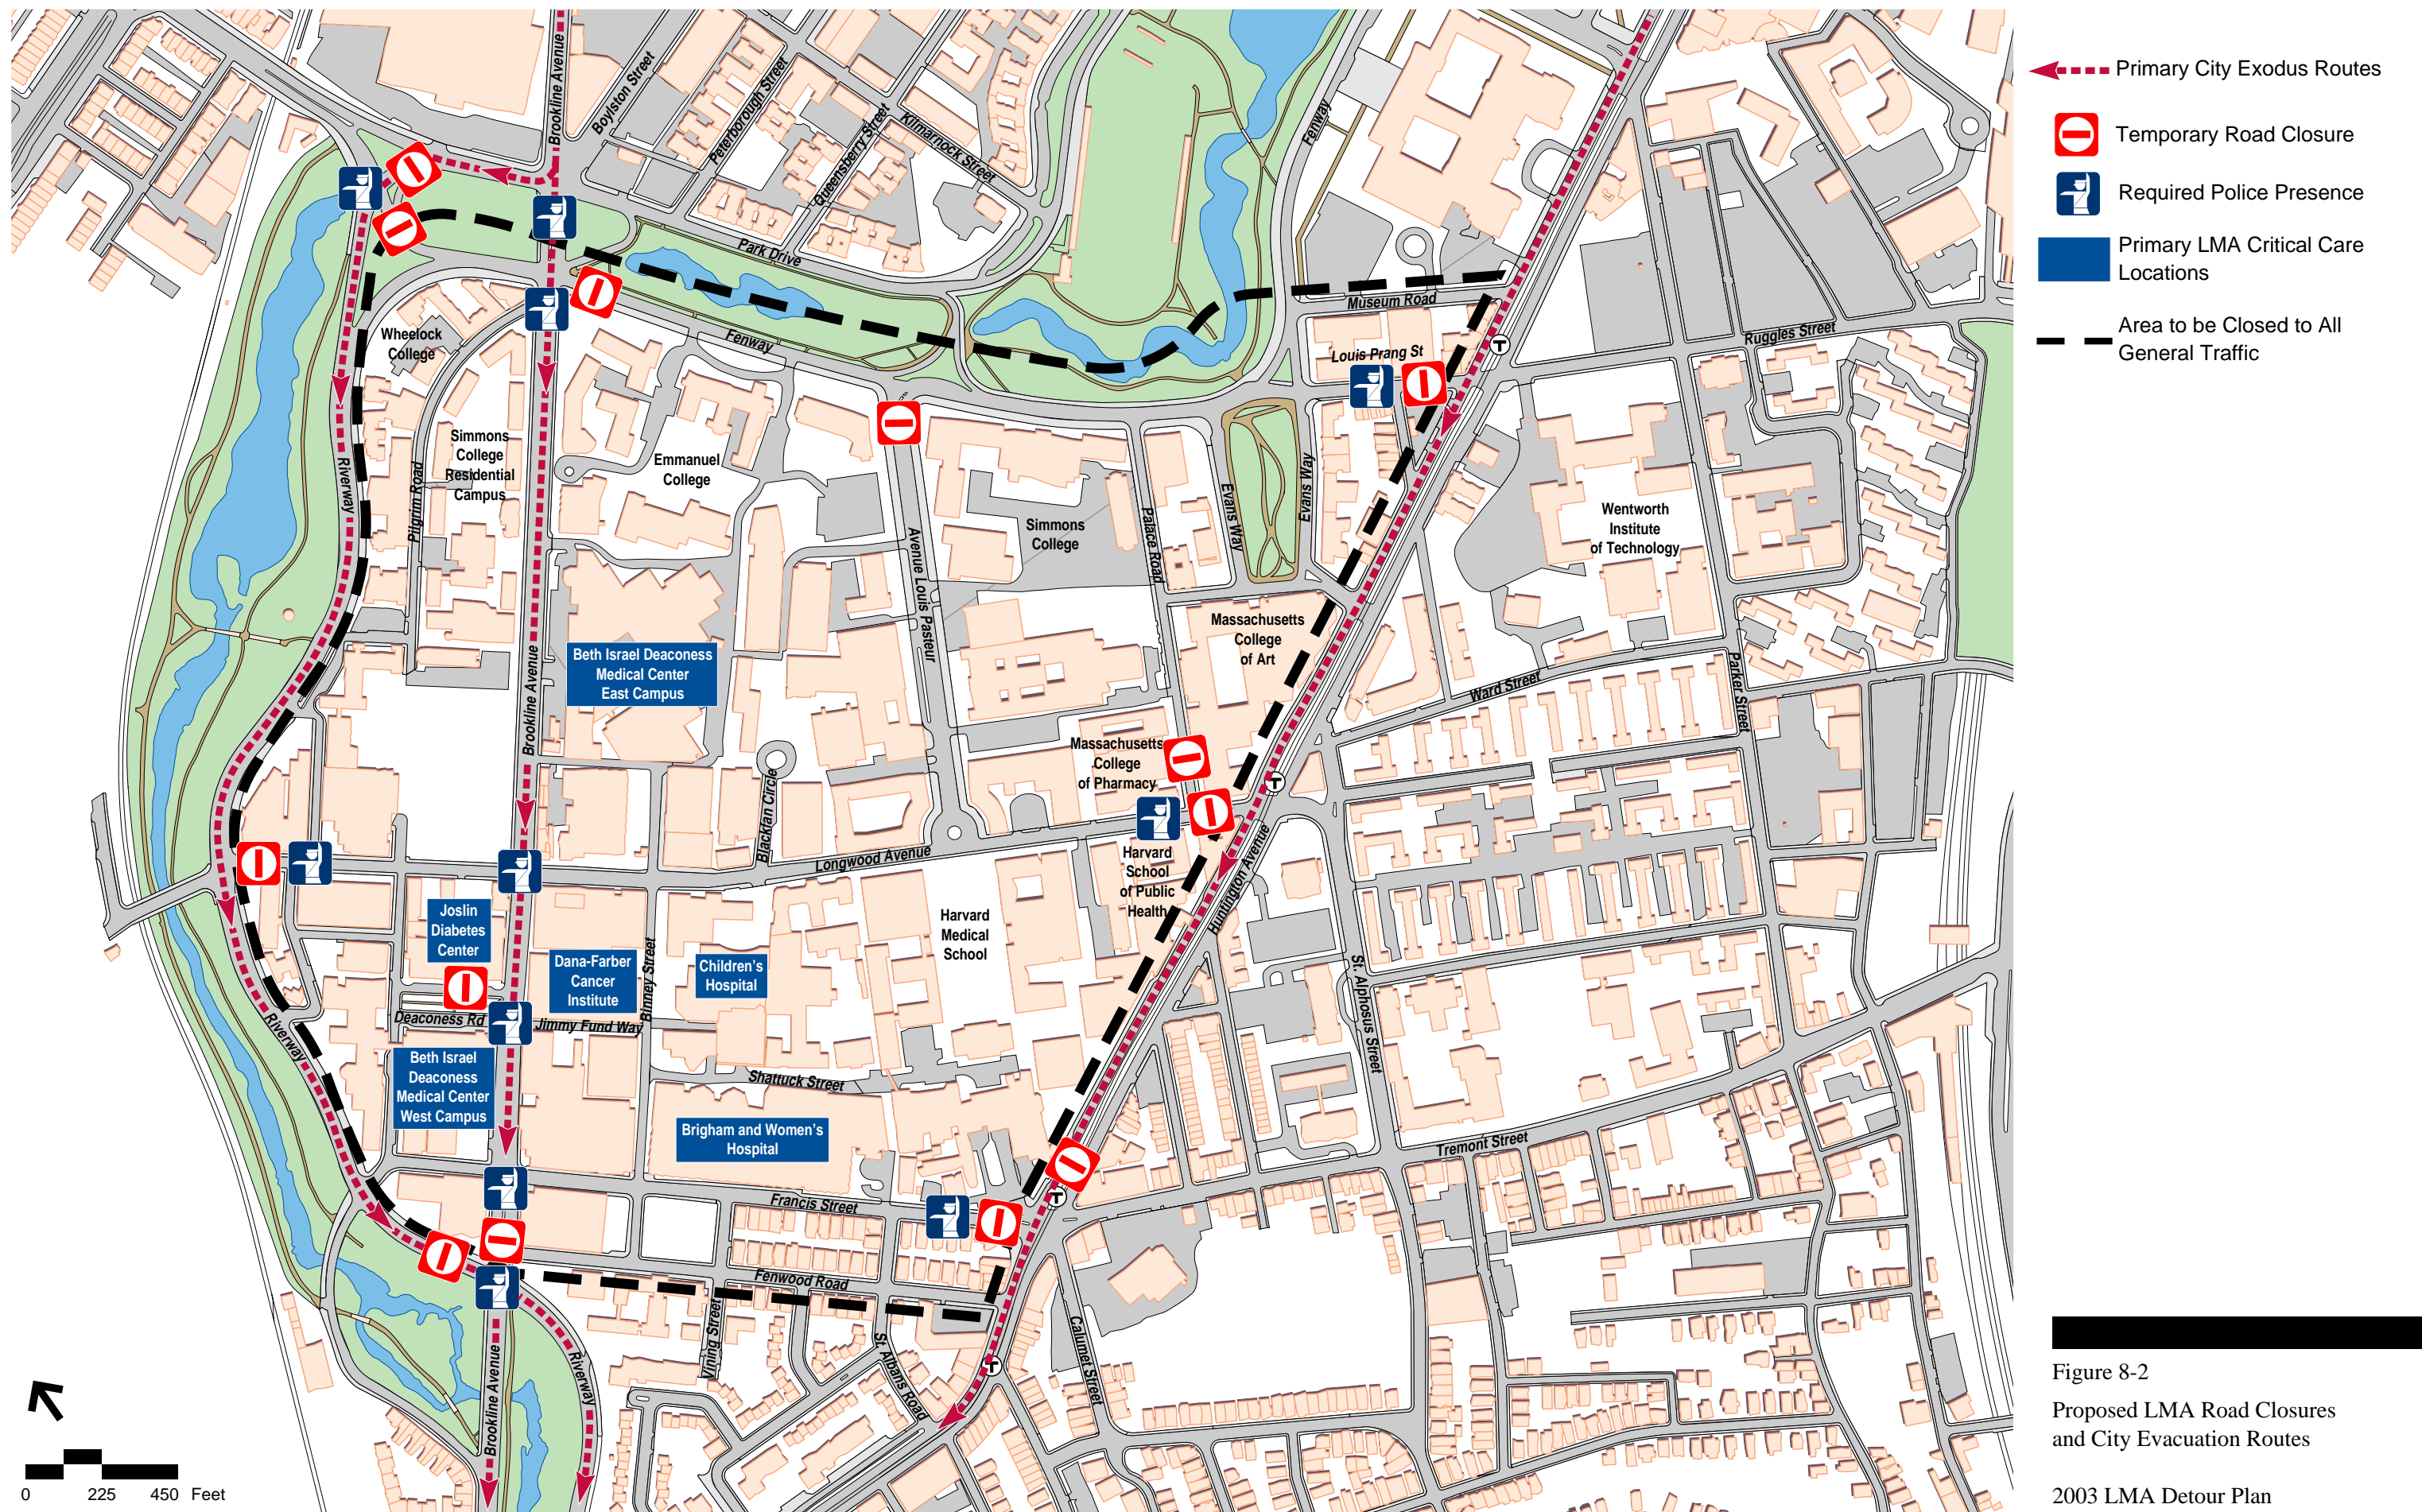 Primary City Exodus Routes
Temporary Road Closure
Required Police Presence
Primary LMA Critical Care
Locations
Area to be Closed to All
General Traffic
Brookline Avenue
Boylston Street
Peterborough Street
Queensberry Street
Kilmarnock Street
Fenway
Park Drive
Museum Road
Ruggles Street
Louis Prang St
T
Wheelock
College
Fenway
Riverway
Pilgrim Road
Simmons
College
Residential
Campus
Emmanuel
College
Avenue Louis Pasteur
Simmons
College
Palace Road
Evans Way
Evans Way
Wentworth
Institute
of Technology
Massachusetts
College
of Art
Beth Israel Deaconess
Medical Center
East Campus
Brookline Avenue
Ward Street
Parker Street
Massachusetts
College
of Pharmacy
T
Blackfan Circle
Longwood Avenue
Harvard
School
of Public
Health
Huntington Avenue
Joslin
Diabetes
Center
Dana-Farber
Cancer
Institute
Binney Street
Children's
Hospital
Harvard
Medical
School
St. Alphosus Street
Riverway
Deaconess Rd
Jimmy Fund Way
Beth Israel
Deaconess
Medical Center
West Campus
Shattuck Street
Brigham and Women's
Hospital
Tremont Street
T
Francis Street
Fenwood Road
Vining Street
St. Albans Road
T
Calumet Street
Brookline Avenue
Riverway
0 225 450 Feet
Figure 8-2
Proposed LMA Road Closures
and City Evacuation Routes
2003 LMA Detour Plan